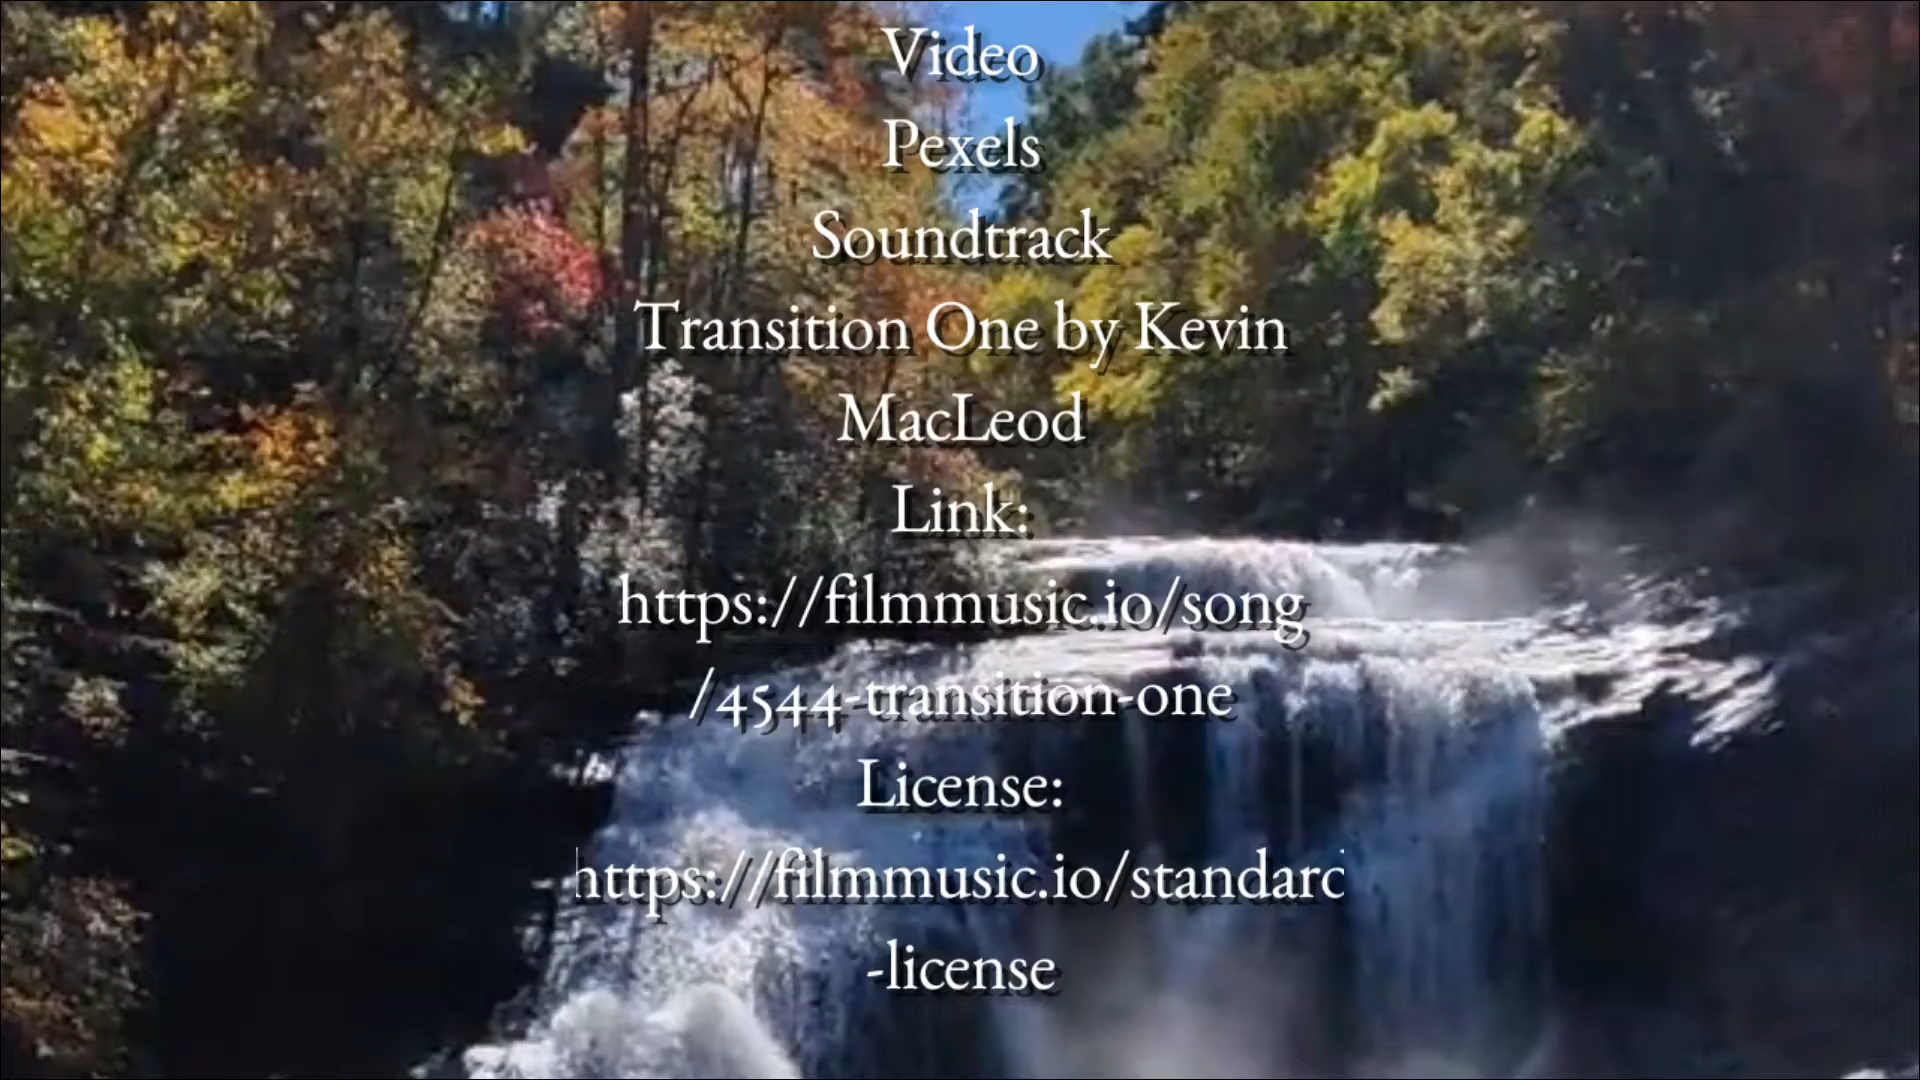 Video
Pexels
Soundtrack
Transition One by Kevin
MacLeod
Link:
https://filmmusic.io/song
/4544-transition-one
License:
https://filmmusic.io/standard
-license